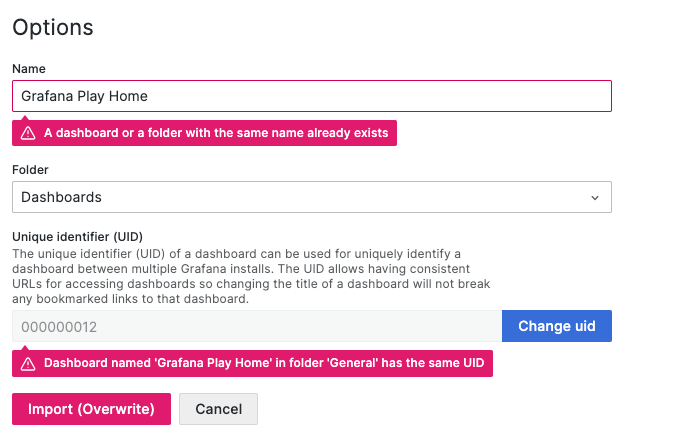 Options
Name
Grafana Play Home
A dashboard or a folder with the same name already exists
Folder
Dashboards
Unique identifier (UID)
The unique identifier (UID) of a dashboard can be used for uniquely identify a
dashboard between multiple Grafana installs. The UID allows having consistent
URLs for accessing dashboards so changing the title of a dashboard will not break
any bookmarked links to that dashboard.
000000012
Change uid
Dashboard named 'Grafana Play Home' in folder 'General' has the same UID
Import (Overwrite)
Cancel